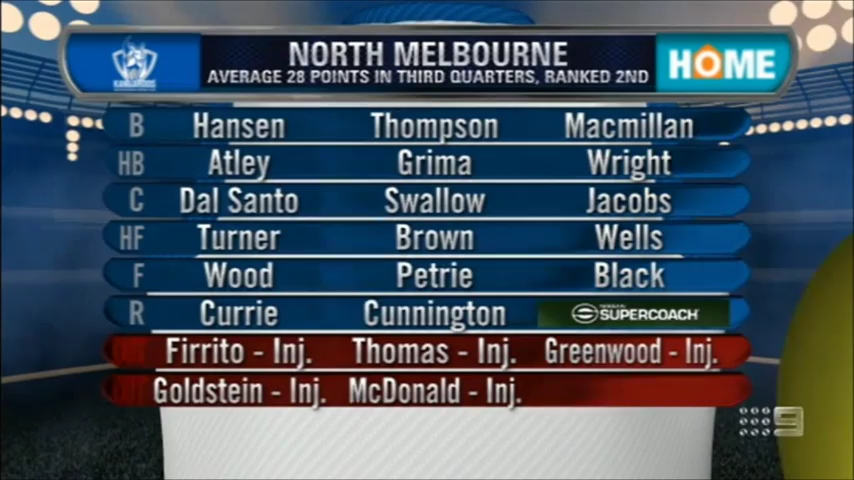 NORTH MELBOURNE
AVERAGE 28 POINTS IN THIRD QUARTERS, RANKED 2ND
HOME
B Hansen Thompson Macmillan
HB Atley Grima Wright
C Dal Santo Swallow Jacobs
HF Turner Brown Wells
F Wood Petrie Black
R Currie Cunnington SUPERCOACH
Firrito - Inj. Thomas - Inj. Greenwood - Inj.
Goldstein - Inj. McDonald - Inj.
9